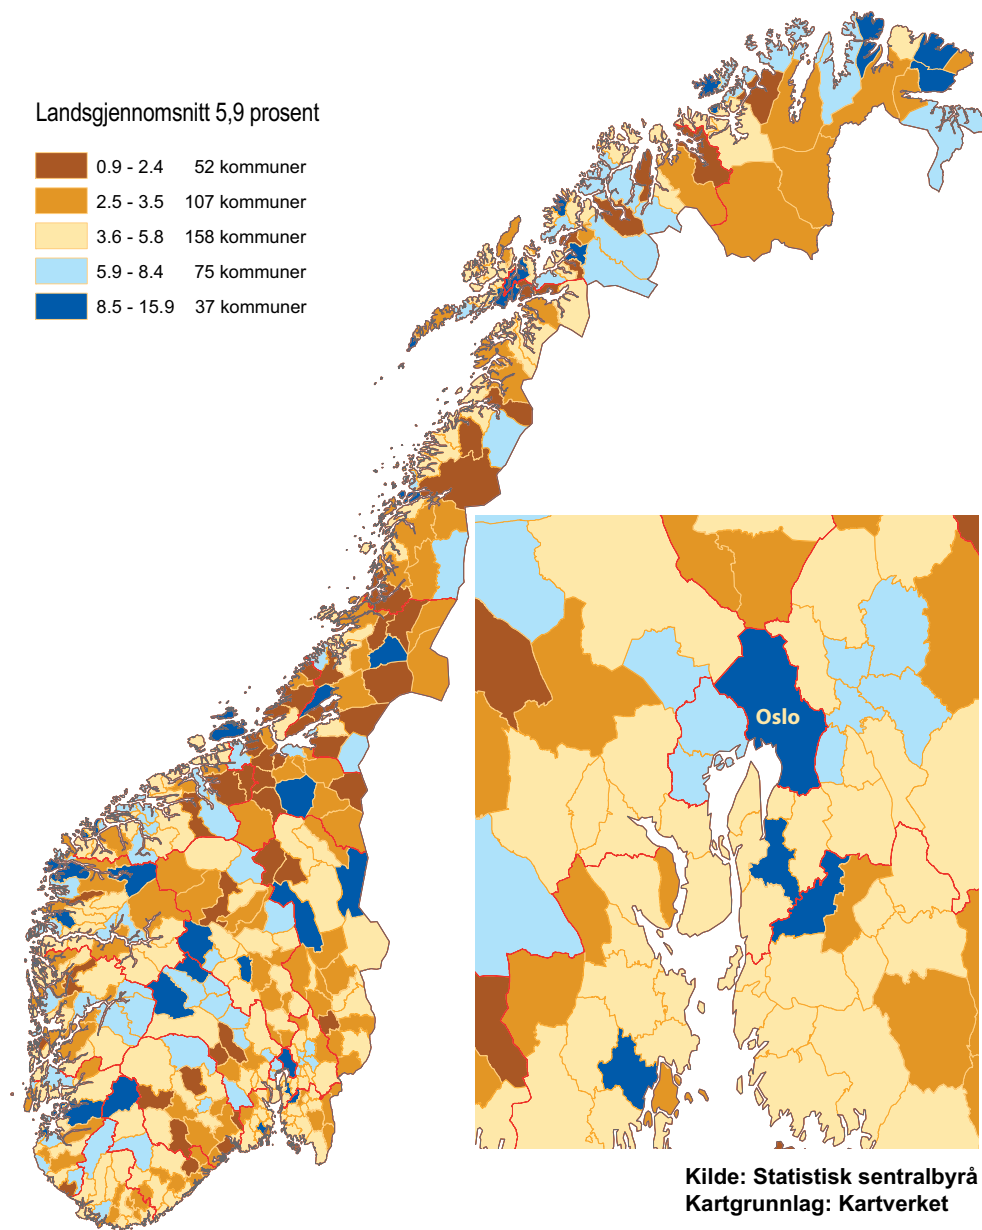 Landsgjennomsnitt 5,9 prosent
0.9 - 2.4 52 kommuner
2.5 - 3.5 107 kommuner
3.6 - 5.8 158 kommuner
5.9 - 8.4 75 kommuner
8.5 - 15.9 37 kommuner
Oslo
Kilde: Statistisk sentralbyrå
Kartgrunnlag: Kartverket